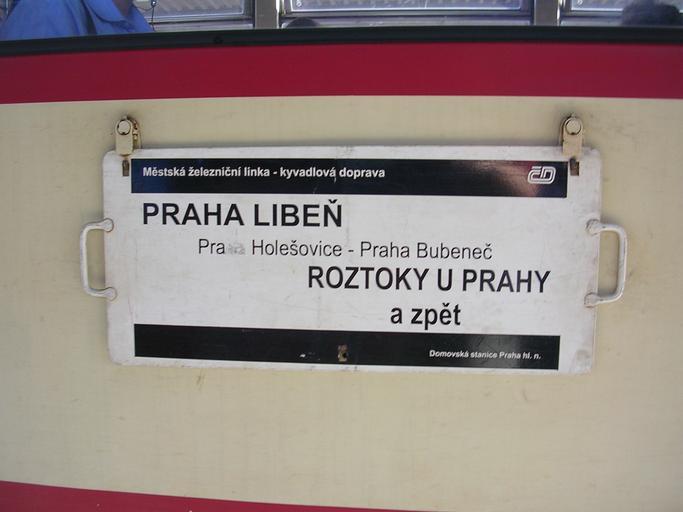 Městská železniční linka - kyvadlová doprava
ČD
PRAHA LIBEŇ
Praha Holešovice - Praha Bubeneč
ROZTOKY U PRAHY
a zpět
Domovská stanice Praha hl. n.